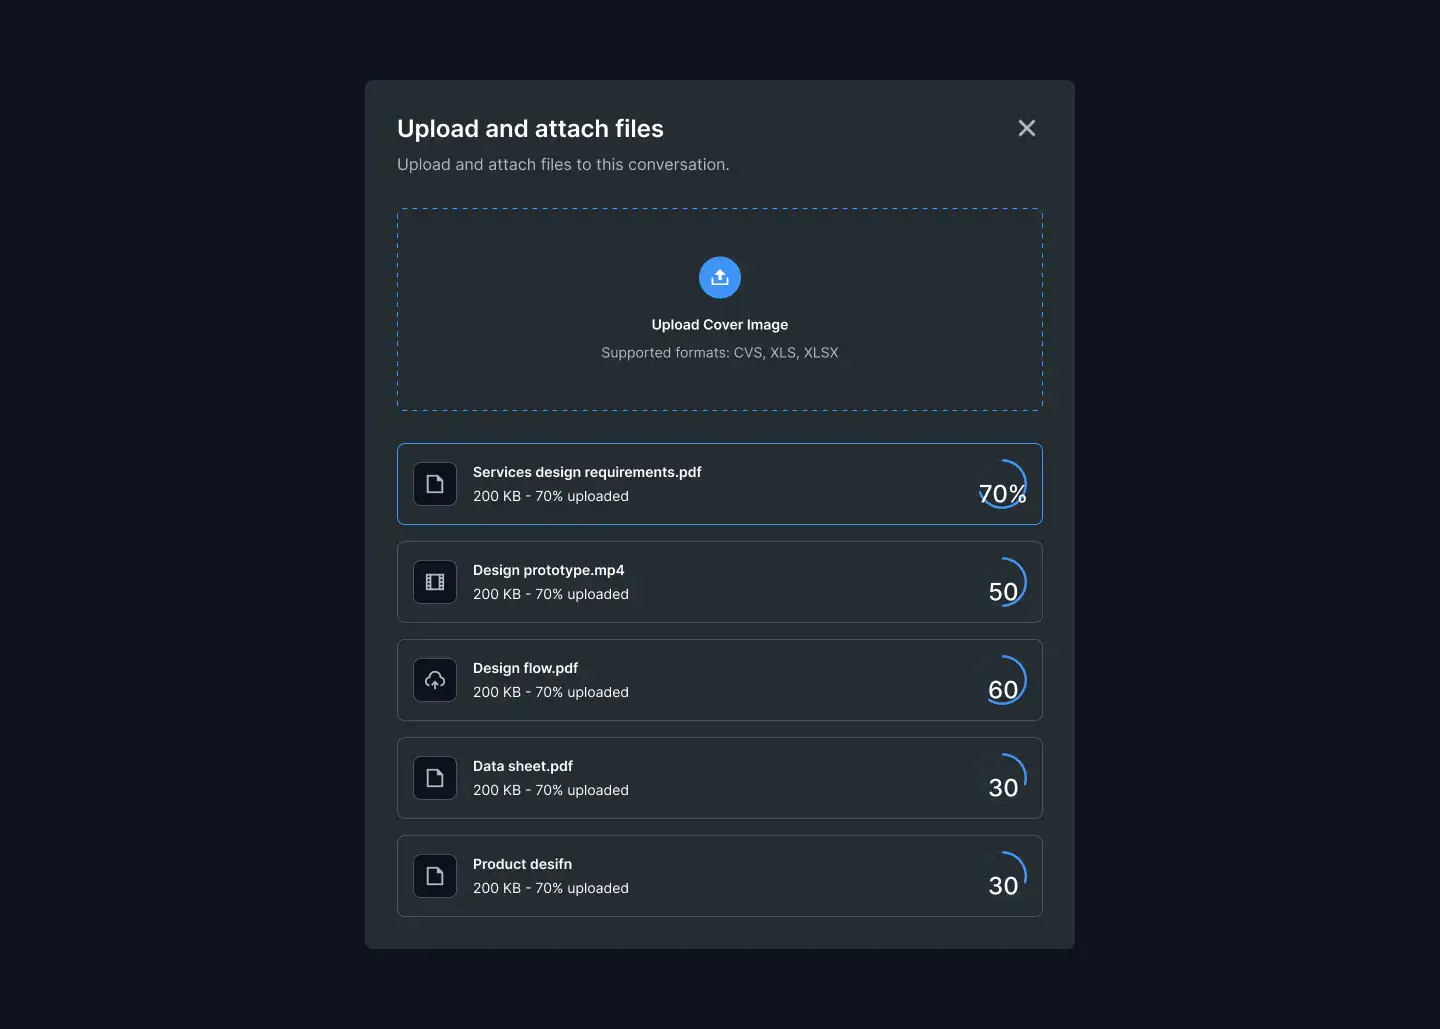 Upload and attach files
Upload and attach files to this conversation.
Upload Cover Image
Supported formats: CVS, XLS, XLSX
Services design requirements.pdf
200 KB - 70% uploaded
70%
Design prototype.mp4
200 KB - 70% uploaded
50
Design flow.pdf
200 KB - 70% uploaded
60
Data sheet.pdf
200 KB - 70% uploaded
30
Product desifn
200 KB - 70% uploaded
30